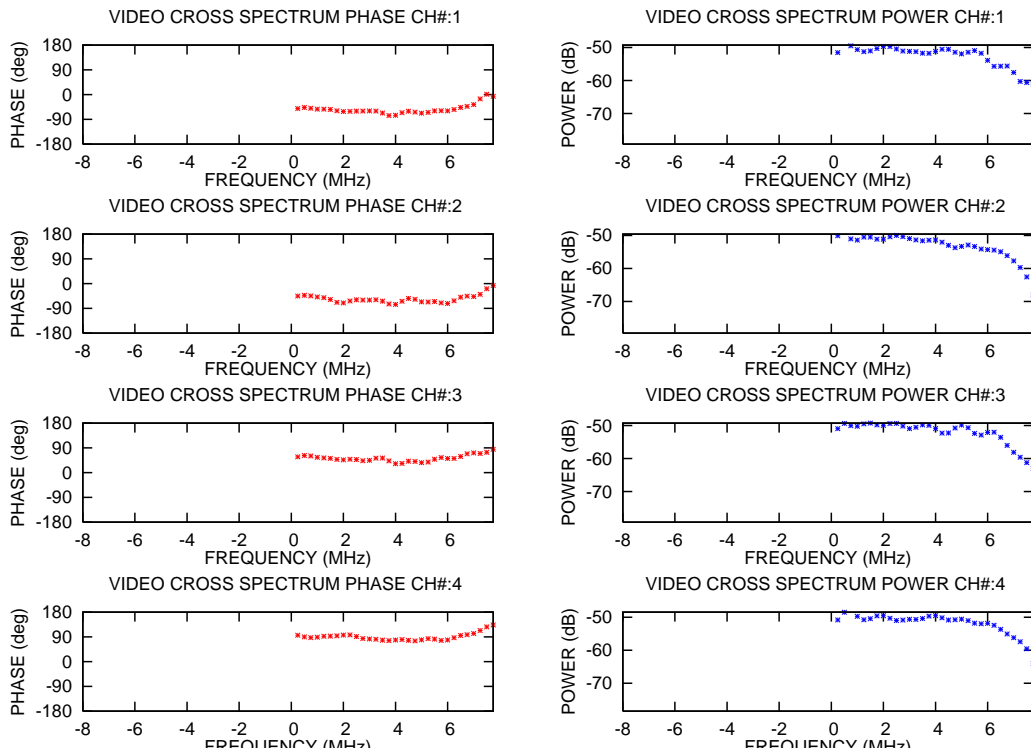 VIDEO CROSS SPECTRUM PHASE CH#:1
VIDEO CROSS SPECTRUM POWER CH#:1
PHASE (deg)
180
90
0
-90
-180
-8 -6 -4 -2 0 2 4 6
FREQUENCY (MHz)
POWER (dB)
-50
-60
-70
-8 -6 -4 -2 0 2 4 6
FREQUENCY (MHz)
VIDEO CROSS SPECTRUM PHASE CH#:2
VIDEO CROSS SPECTRUM POWER CH#:2
PHASE (deg)
180
90
0
-90
-180
-8 -6 -4 -2 0 2 4 6
FREQUENCY (MHz)
POWER (dB)
-50
-60
-70
-8 -6 -4 -2 0 2 4 6
FREQUENCY (MHz)
VIDEO CROSS SPECTRUM PHASE CH#:3
VIDEO CROSS SPECTRUM POWER CH#:3
PHASE (deg)
180
90
0
-90
-180
-8 -6 -4 -2 0 2 4 6
FREQUENCY (MHz)
POWER (dB)
-50
-60
-70
-8 -6 -4 -2 0 2 4 6
FREQUENCY (MHz)
VIDEO CROSS SPECTRUM PHASE CH#:4
VIDEO CROSS SPECTRUM POWER CH#:4
PHASE (deg)
180
90
0
-90
-180
-8 -6 -4 -2 0 2 4 6
FREQUENCY (MHz)
POWER (dB)
-50
-60
-70
-8 -6 -4 -2 0 2 4 6
FREQUENCY (MHz)